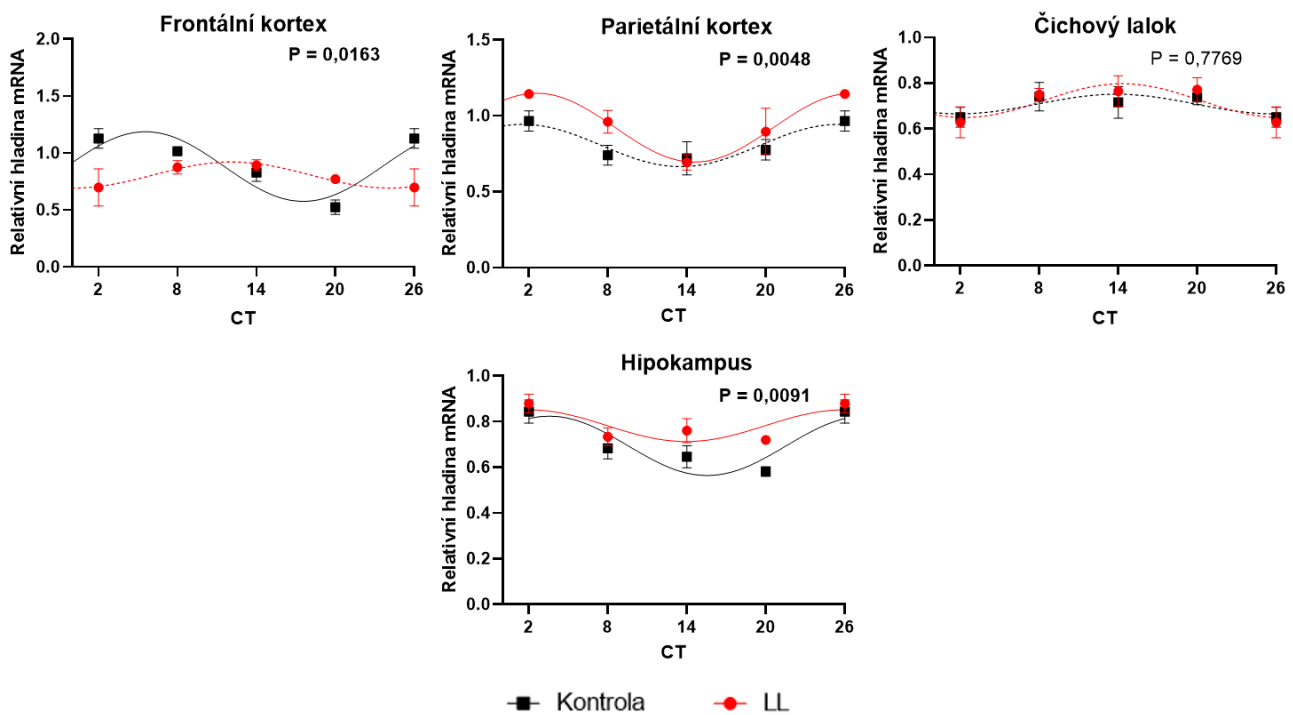 Frontální kortex
P = 0,0163
Relativní hladina mRNA
2.0
1.5
1.0
0.5
0.0
2 8 14 20 26
CT
Parietální kortex
P = 0,0048
Relativní hladina mRNA
1.5
1.0
0.5
0.0
2 8 14 20 26
CT
Čichový lalok
P = 0,7769
Relativní hladina mRNA
1.0
0.8
0.6
0.4
0.2
0.0
2 8 14 20 26
CT
Hipokampus
P = 0,0091
Relativní hladina mRNA
1.0
0.8
0.6
0.4
0.2
0.0
2 8 14 20 26
CT
Kontrola LL